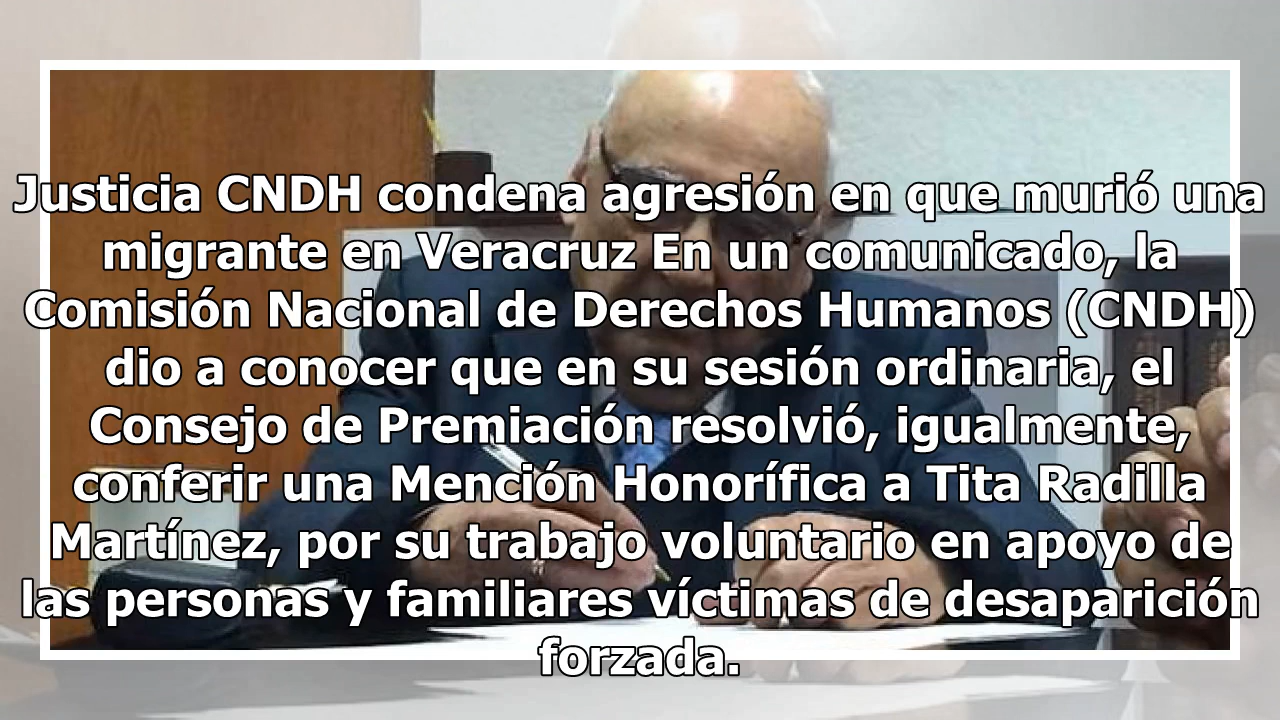 Justicia CNDH condena agresión en que murió una
migrante en Veracruz En un comunicado, la
Comisión Nacional de Derechos Humanos (CNDH)
dio a conocer que en su sesión ordinaria, el
Consejo de Premiación resolvió, igualmente,
conferir una Mención Honorífica a Tita Radilla
Martínez, por su trabajo voluntario en apoyo de
las personas y familiares víctimas de desaparición
forzada.